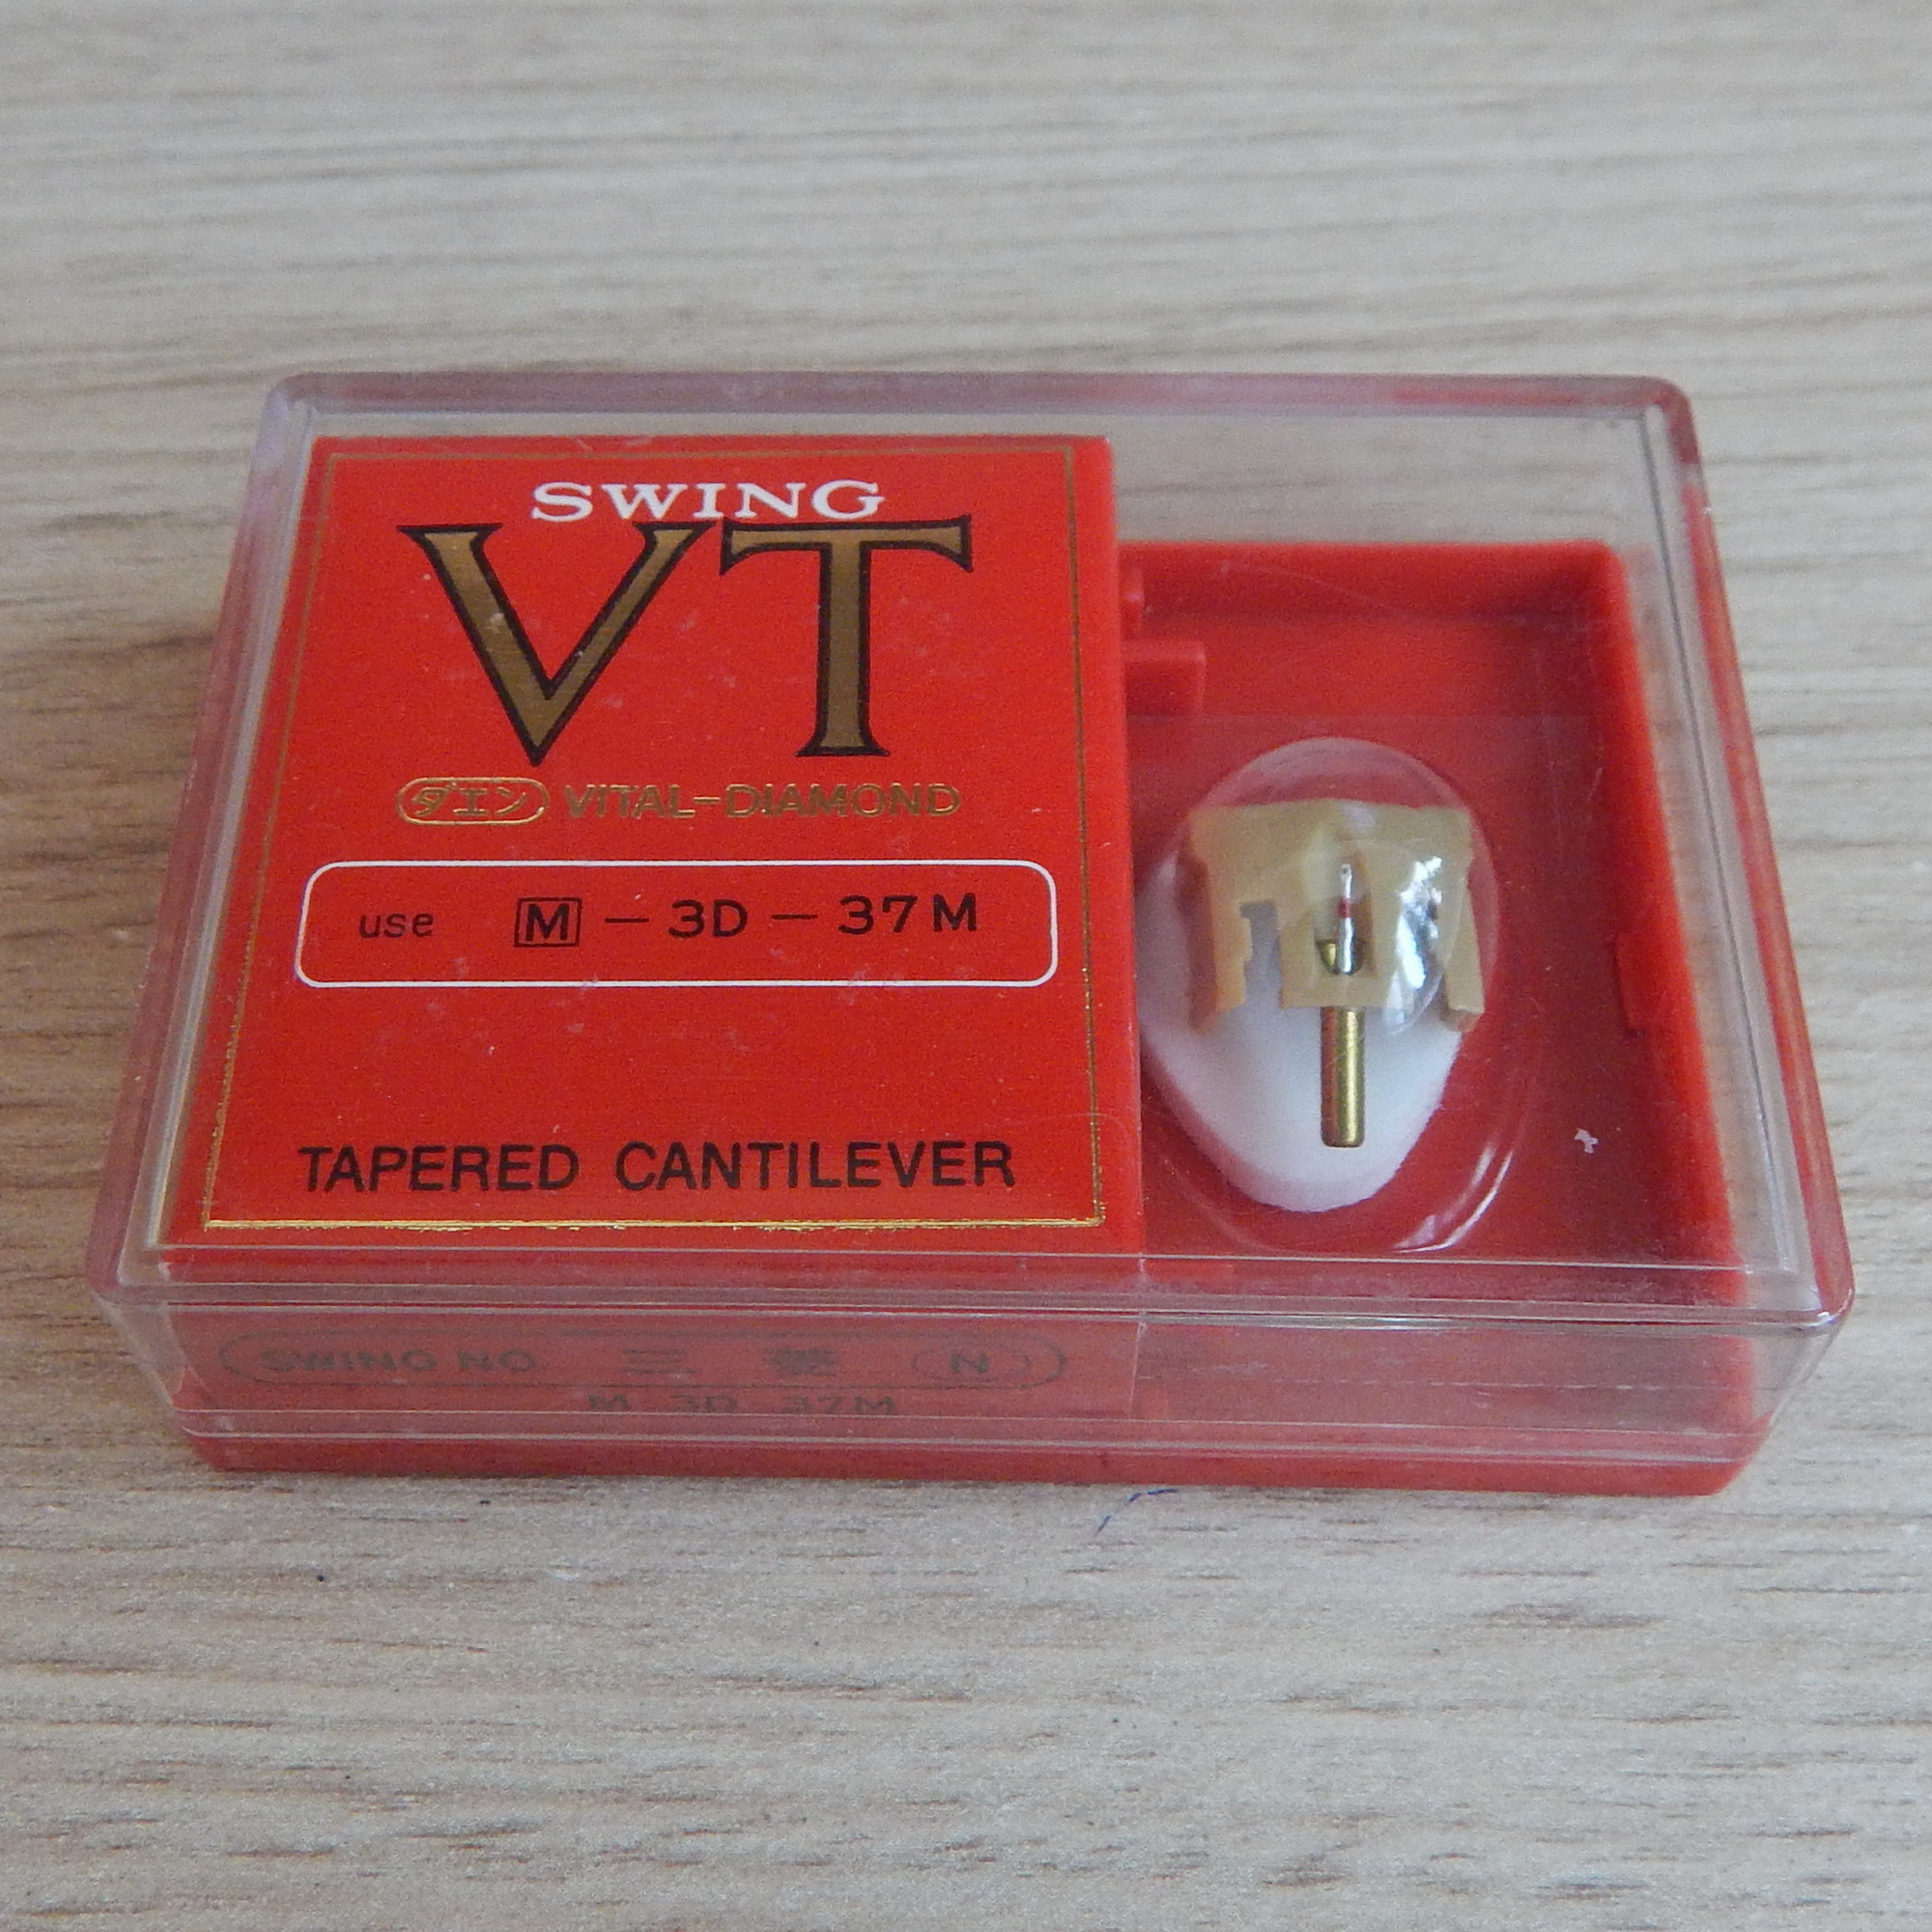 SWING
VT
ダエン VITAL-DIAMOND
use M - 3D - 37M
TAPERED CANTILEVER
SWING NO. 三菱 N
M 3D 37M